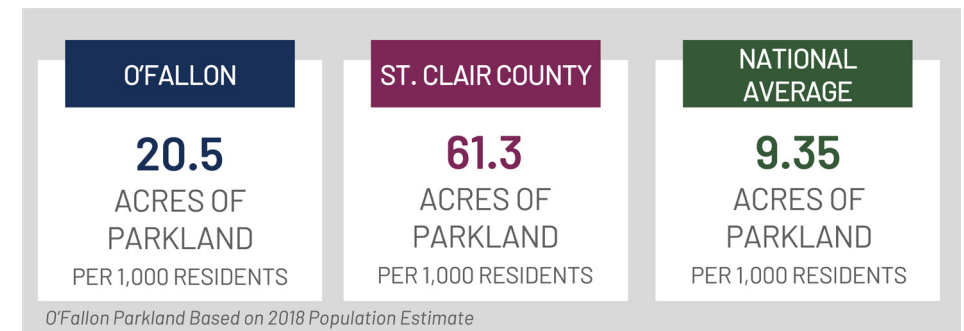 O'FALLON
20.5
ACRES OF
PARKLAND
PER 1,000 RESIDENTS
ST. CLAIR COUNTY
61.3
ACRES OF
PARKLAND
PER 1,000 RESIDENTS
NATIONAL
AVERAGE
9.35
ACRES OF
PARKLAND
PER 1,000 RESIDENTS
O'Fallon Parkland Based on 2018 Population Estimate